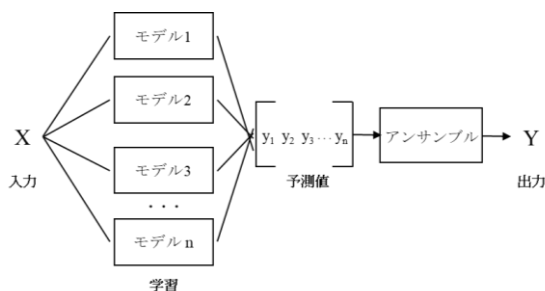 モデル1
モデル2
X
y₁ y₂ y₃…yₙ
アンサンブル
Y
入力
モデル3
予測値
出力
・・・
モデルn
学習